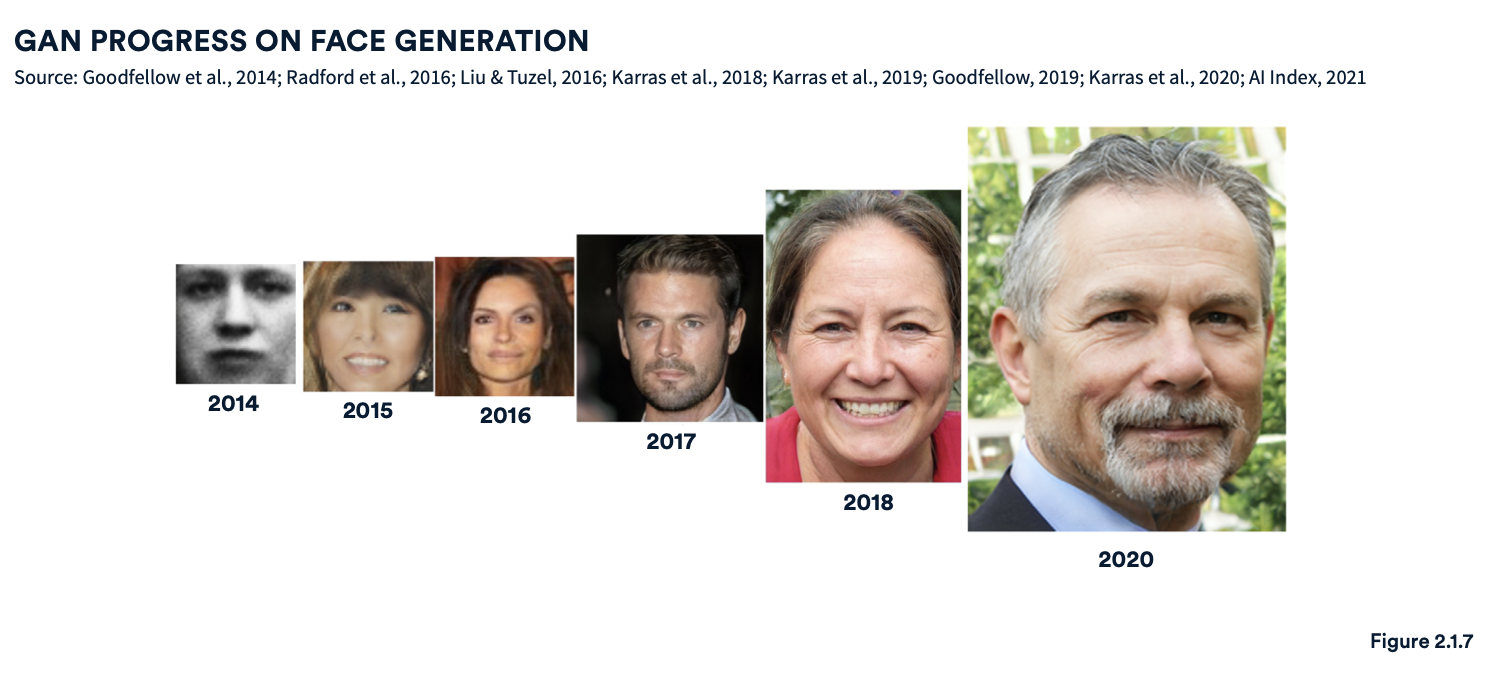 GAN PROGRESS ON FACE GENERATION
Source: Goodfellow et al., 2014; Radford et al., 2016; Liu & Tuzel, 2016; Karras et al., 2018; Karras et al., 2019; Goodfellow, 2019; Karras et al., 2020; AI Index, 2021
2014
2015
2016
2017
2018
2020
Figure 2.1.7